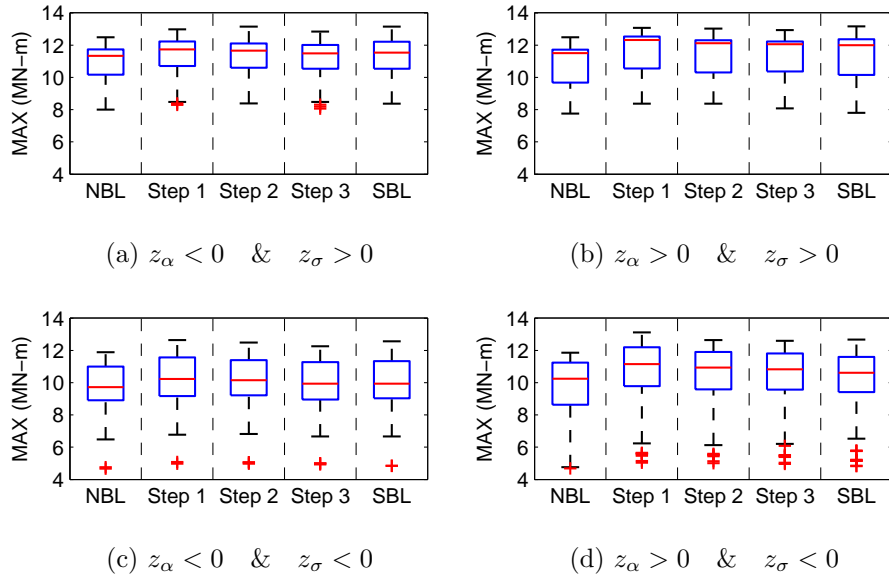 14
12
10
8
6
4
MAX (MN−m)
NBL Step 1 Step 2 Step 3 SBL
(a) zα < 0 & zσ > 0
14
12
10
8
6
4
MAX (MN−m)
NBL Step 1 Step 2 Step 3 SBL
(b) zα > 0 & zσ > 0
14
12
10
8
6
4
MAX (MN−m)
NBL Step 1 Step 2 Step 3 SBL
(c) zα < 0 & zσ < 0
14
12
10
8
6
4
MAX (MN−m)
NBL Step 1 Step 2 Step 3 SBL
(d) zα > 0 & zσ < 0